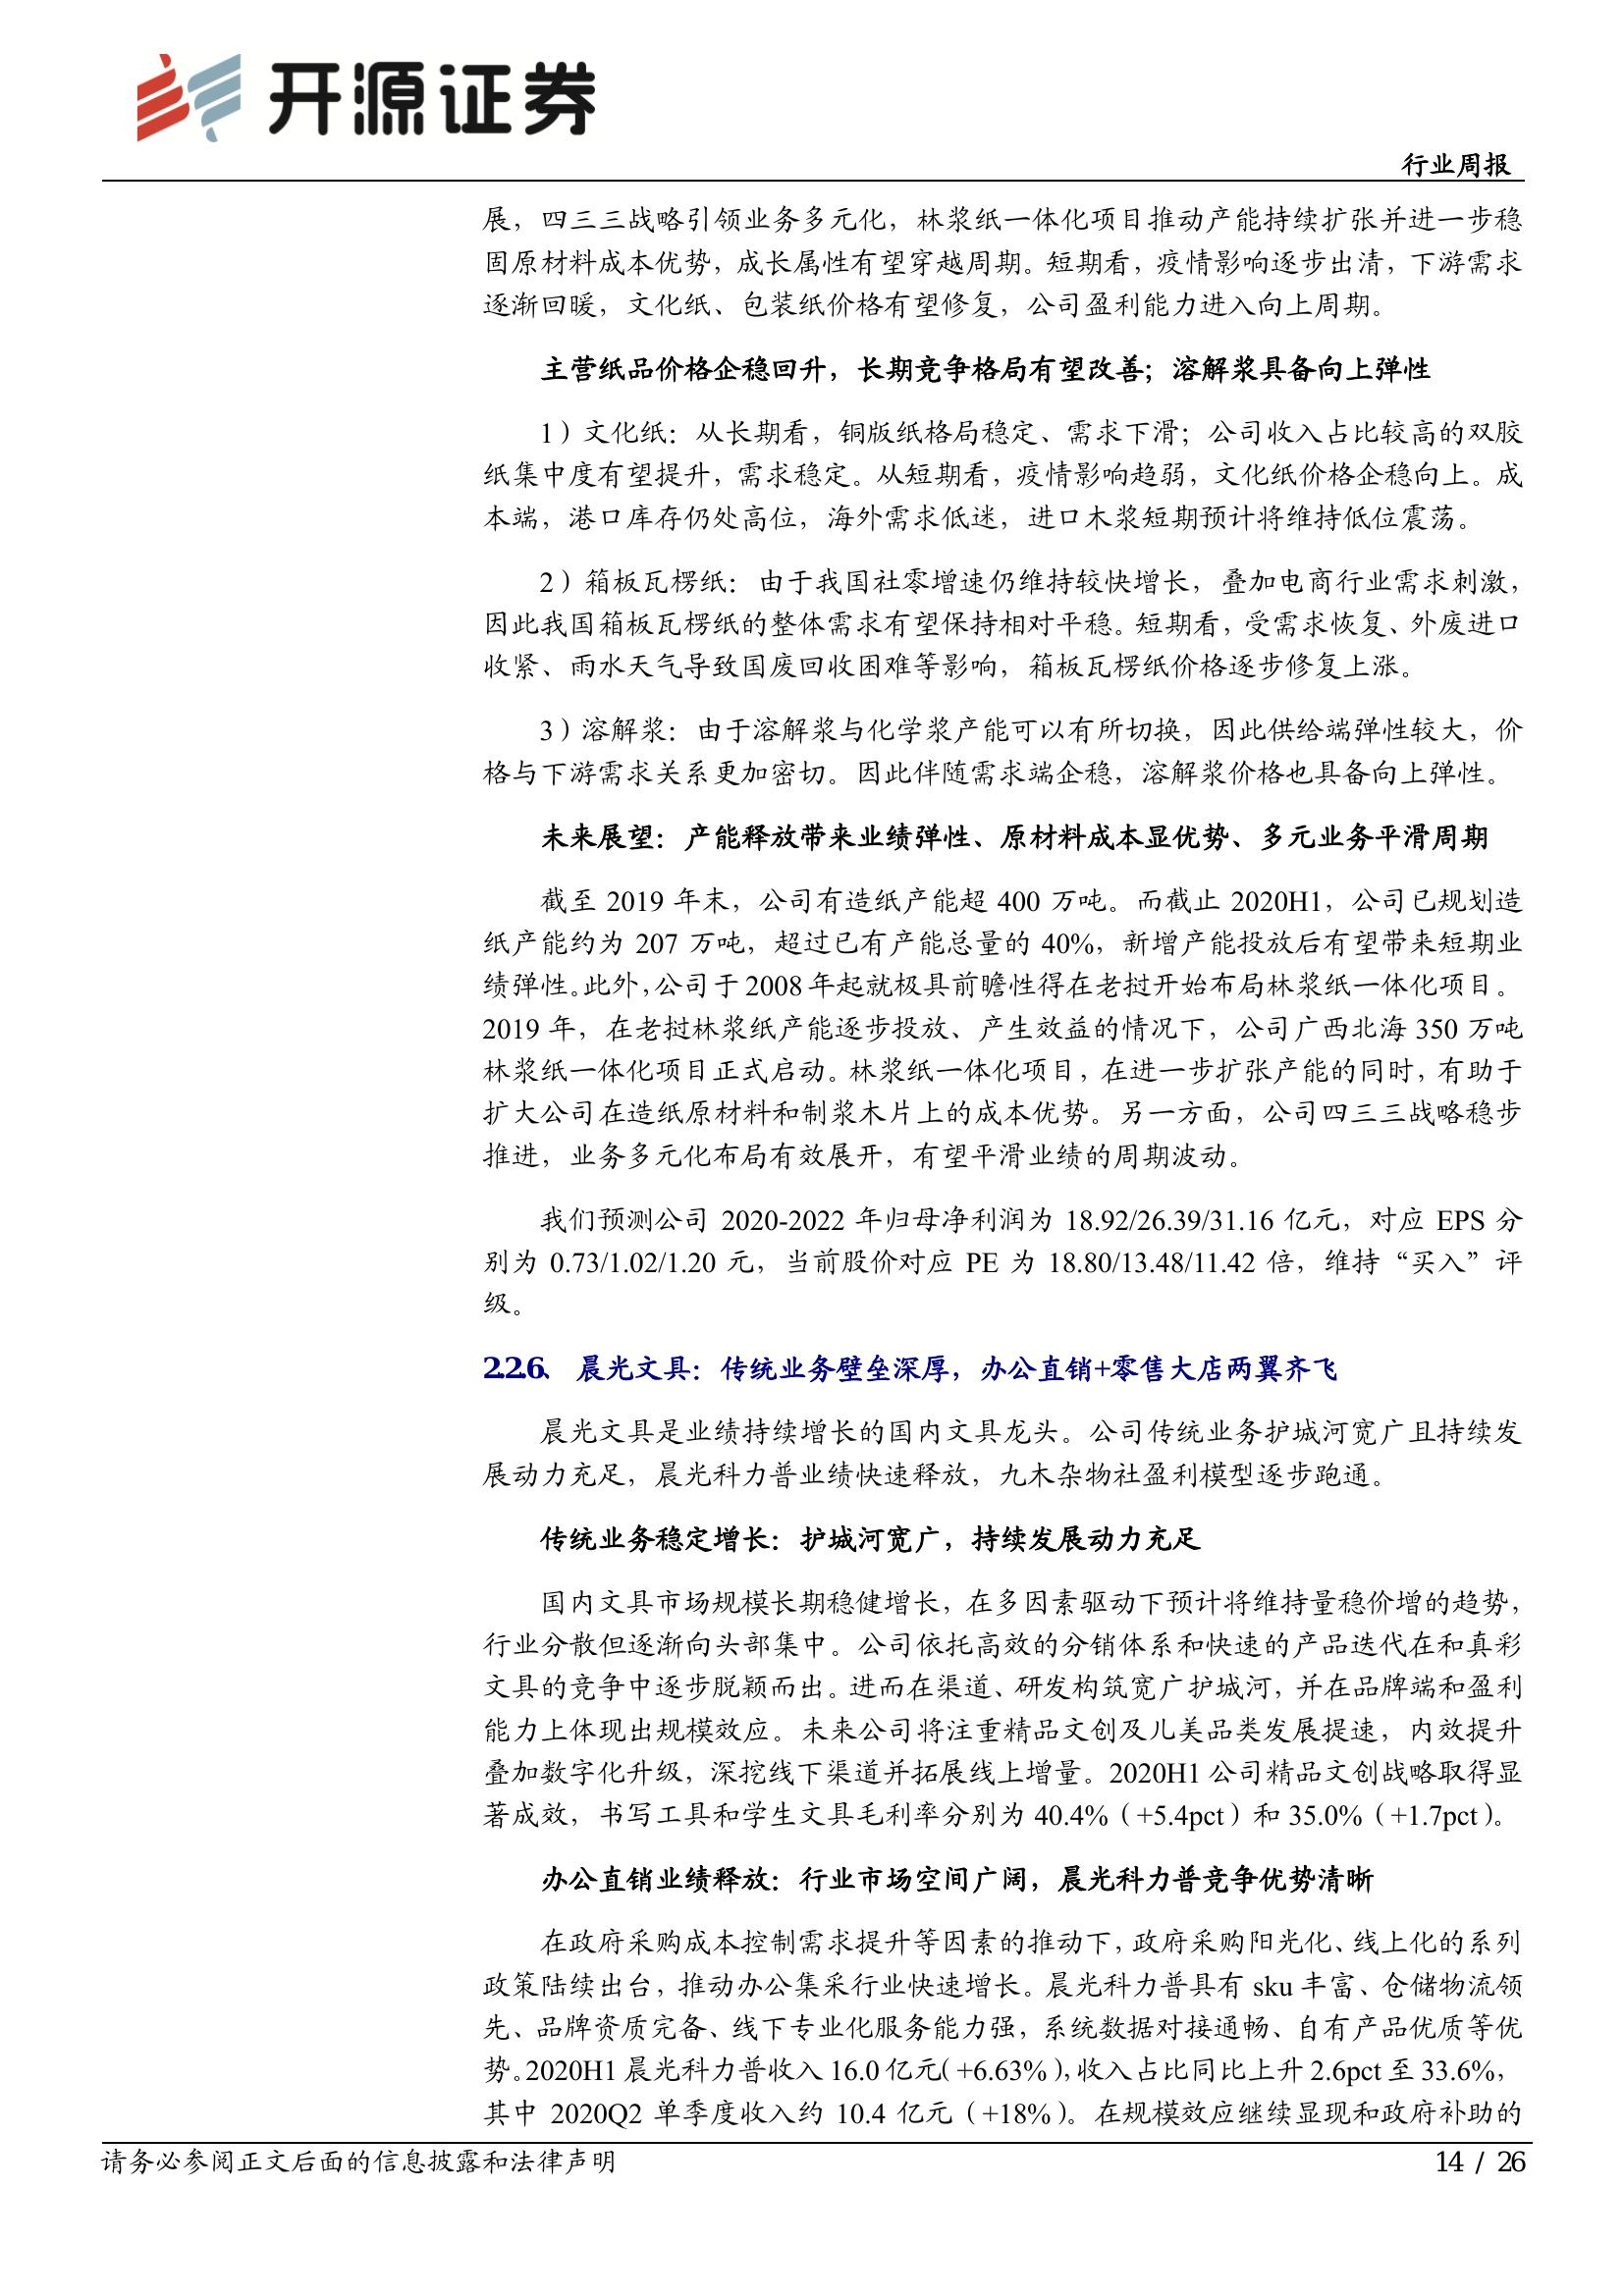 开源证券
行业周报
展，四三三战略引领业务多元化，林浆纸一体化项目推动产能持续扩张并进一步稳
固原材料成本优势，成长属性有望穿越周期。短期看，疫情影响逐步出清，下游需求
逐渐回暖，文化纸、包装纸价格有望修复，公司盈利能力进入向上周期。
主营纸品价格企稳回升，长期竞争格局有望改善；溶解浆具备向上弹性
1）文化纸：从长期看，铜版纸格局稳定、需求下滑；公司收入占比较高的双胶
纸集中度有望提升，需求稳定。从短期看，疫情影响趋弱，文化纸价格企稳向上。成
本端，港口库存仍处高位，海外需求低迷，进口木浆短期预计将维持低位震荡。
2）箱板瓦楞纸：由于我国社零增速仍维持较快增长，叠加电商行业需求刺激，
因此我国箱板瓦楞纸的整体需求有望保持相对平稳。短期看，受需求恢复、外废进口
收紧、雨水天气导致国废回收困难等影响，箱板瓦楞纸价格逐步修复上涨。
3）溶解浆：由于溶解浆与化学浆产能可以有所切换，因此供给端弹性较大，价
格与下游需求关系更加密切。因此伴随需求端企稳，溶解浆价格也具备向上弹性。
未来展望：产能释放带来业绩弹性、原材料成本显优势、多元业务平滑周期
截至 2019 年末，公司有造纸产能超 400 万吨。而截止 2020H1，公司已规划造
纸产能约为 207 万吨，超过已有产能总量的 40%，新增产能投放后有望带来短期业
绩弹性。此外，公司于 2008 年起就极具前瞻性得在老挝开始布局林浆纸一体化项目。
2019 年，在老挝林浆纸产能逐步投放、产生效益的情况下，公司广西北海 350 万吨
林浆纸一体化项目正式启动。林浆纸一体化项目，在进一步扩张产能的同时，有助于
扩大公司在造纸原材料和制浆木片上的成本优势。另一方面，公司四三三战略稳步
推进，业务多元化布局有效展开，有望平滑业绩的周期波动。
我们预测公司 2020-2022 年归母净利润为 18.92/26.39/31.16 亿元，对应 EPS 分
别为 0.73/1.02/1.20 元，当前股价对应 PE 为 18.80/13.48/11.42 倍，维持“买入”评
级。
2.2.6、 晨光文具：传统业务壁垒深厚，办公直销+零售大店两翼齐飞
晨光文具是业绩持续增长的国内文具龙头。公司传统业务护城河宽广且持续发
展动力充足，晨光科力普业绩快速释放，九木杂物社盈利模型逐步跑通。
传统业务稳定增长：护城河宽广，持续发展动力充足
国内文具市场规模长期稳健增长，在多因素驱动下预计将维持量稳价增的趋势，
行业分散但逐渐向头部集中。公司依托高效的分销体系和快速的产品迭代在和真彩
文具的竞争中逐步脱颖而出。进而在渠道、研发构筑宽广护城河，并在品牌端和盈利
能力上体现出规模效应。未来公司将注重精品文创及儿美品类发展提速，内效提升
叠加数字化升级，深挖线下渠道并拓展线上增量。2020H1 公司精品文创战略取得显
著成效，书写工具和学生文具毛利率分别为 40.4%（+5.4pct）和 35.0%（+1.7pct）。
办公直销业绩释放：行业市场空间广阔，晨光科力普竞争优势清晰
在政府采购成本控制需求提升等因素的推动下，政府采购阳光化、线上化的系列
政策陆续出台，推动办公集采行业快速增长。晨光科力普具有 sku 丰富、仓储物流领
先、品牌资质完备、线下专业化服务能力强，系统数据对接通畅、自有产品优质等优
势。2020H1 晨光科力普收入 16.0 亿元（+6.63%），收入占比同比上升 2.6pct 至 33.6%，
其中 2020Q2 单季度收入约 10.4 亿元（+18%）。在规模效应继续显现和政府补助的
请务必参阅正文后面的信息披露和法律声明
14 / 26